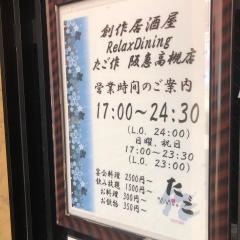 創作居酒屋
RelaxDining
たご作 阪急高槻店
営業時間のご案内
17:00～24:30
(L.O. 24:00)
日曜、祝日
17:00～23:30
(L.O. 23:00)
宴会料理 2500円～
飲み放題 1500円～
お料理 300円～
お飲物 350円～
たご